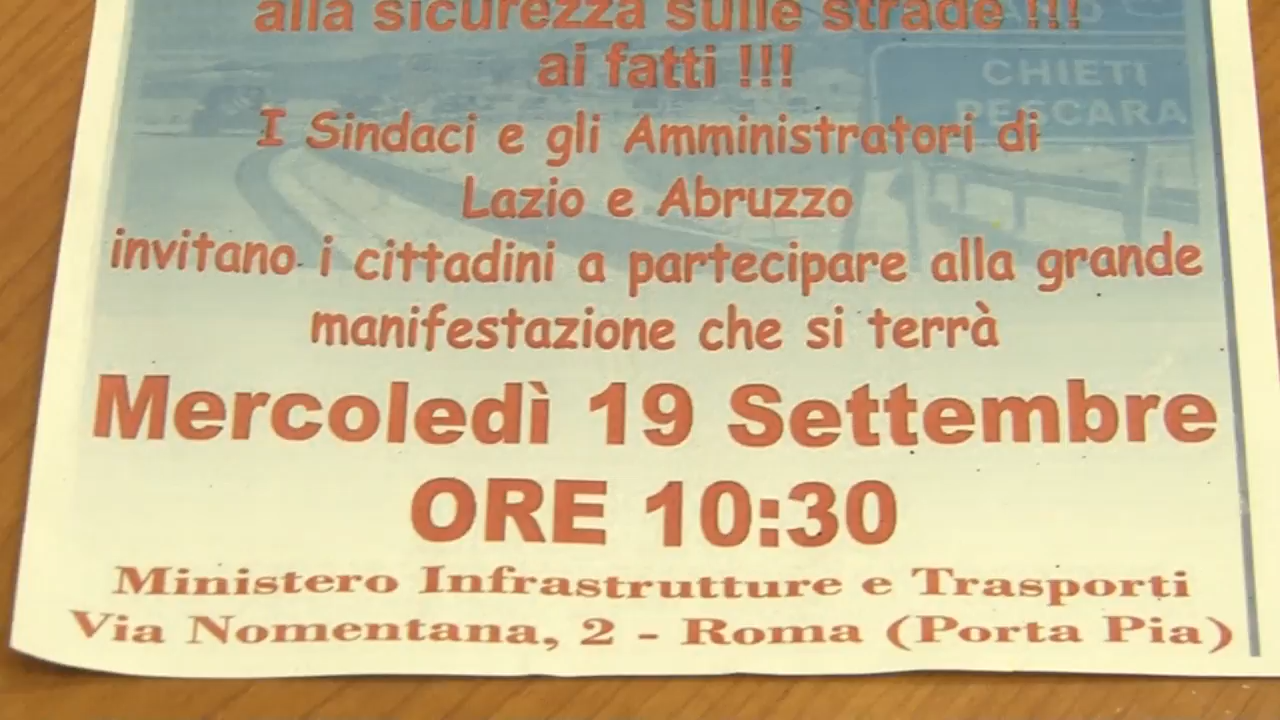 alla sicurezza sulle strade !!!
ai fatti !!!
CHIETI
PESCARA
I Sindaci e gli Amministratori di
Lazio e Abruzzo
invitano i cittadini a partecipare alla grande
manifestazione che si terrà
Mercoledì 19 Settembre
ORE 10:30
Ministero Infrastrutture e Trasporti
Via Nomentana, 2 - Roma (Porta Pia)